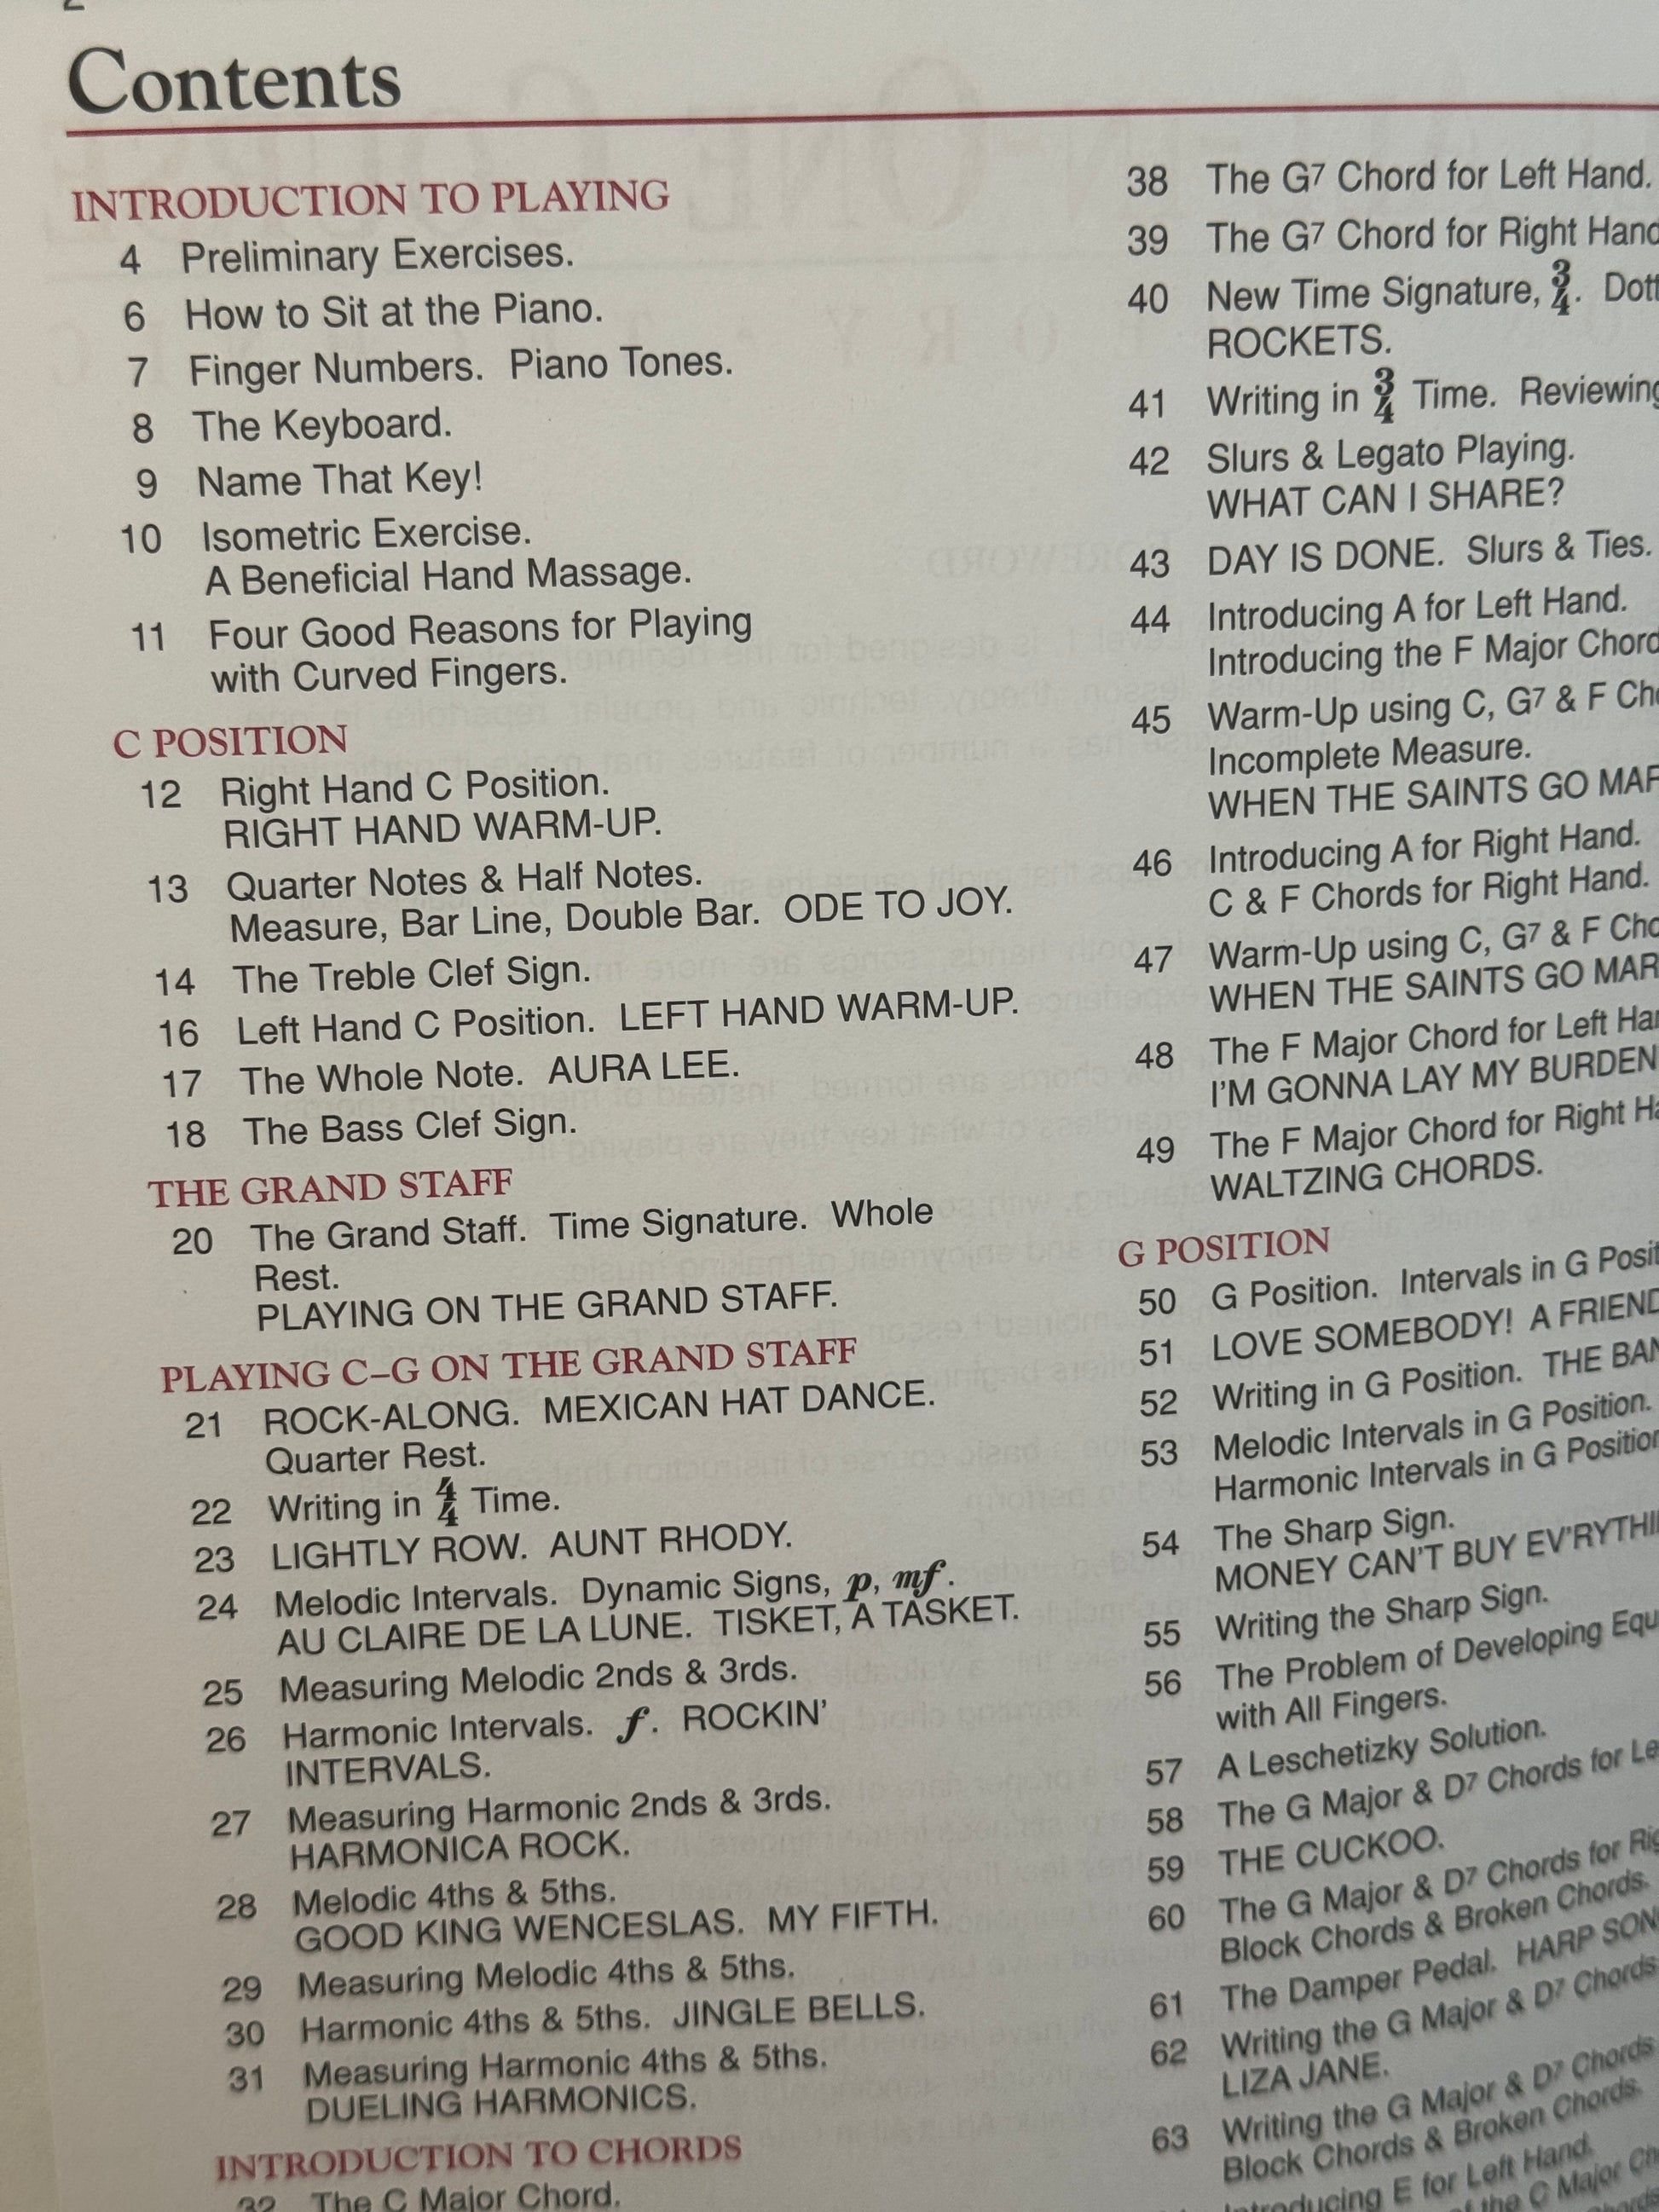 Contents
INTRODUCTION TO PLAYING
4 Preliminary Exercises.
6 How to Sit at the Piano.
7 Finger Numbers. Piano Tones.
8 The Keyboard.
9 Name That Key!
10 Isometric Exercise.
A Beneficial Hand Massage.
11 Four Good Reasons for Playing
with Curved Fingers.
C POSITION
12 Right Hand C Position.
RIGHT HAND WARM-UP.
13 Quarter Notes & Half Notes.
Measure, Bar Line, Double Bar. ODE TO JOY.
14 The Treble Clef Sign.
16 Left Hand C Position. LEFT HAND WARM-UP.
17 The Whole Note. AURA LEE.
18 The Bass Clef Sign.
THE GRAND STAFF
20 The Grand Staff. Time Signature. Whole
Rest.
PLAYING ON THE GRAND STAFF.
PLAYING C–G ON THE GRAND STAFF
21 ROCK-ALONG. MEXICAN HAT DANCE.
Quarter Rest.
22 Writing in 4/4 Time.
23 LIGHTLY ROW. AUNT RHODY.
24 Melodic Intervals. Dynamic Signs, p, mf.
AU CLAIRE DE LA LUNE. TISKET, A TASKET.
25 Measuring Melodic 2nds & 3rds.
26 Harmonic Intervals. f. ROCKIN'
INTERVALS.
27 Measuring Harmonic 2nds & 3rds.
HARMONICA ROCK.
28 Melodic 4ths & 5ths.
GOOD KING WENCESLAS. MY FIFTH.
29 Measuring Melodic 4ths & 5ths.
30 Harmonic 4ths & 5ths. JINGLE BELLS.
31 Measuring Harmonic 4ths & 5ths.
DUELING HARMONICS.
INTRODUCTION TO CHORDS
32 The C Major Chord.
38 The G7 Chord for Left Hand.
39 The G7 Chord for Right Hand
40 New Time Signature, 3/4.
ROCKETS.
41 Writing in 3/4 Time. Reviewing
42 Slurs & Legato Playing.
WHAT CAN I SHARE?
43 DAY IS DONE. Slurs & Ties.
44 Introducing A for Left Hand.
Introducing the F Major Chord
45 Warm-Up using C, G7 & F
Incomplete Measure.
WHEN THE SAINTS GO
46 Introducing A for Right Hand.
C & F Chords for Right Hand.
47 Warm-Up using C, G7 & F
WHEN THE SAINTS GO
48 The F Major Chord for Left
I'M GONNA LAY MY BURDEN
49 The F Major Chord for Right
WALTZING CHORDS.
G POSITION
50 G Position. Intervals in G
51 LOVE SOMEBODY! A FRIEND
52 Writing in G Position. THE
53 Melodic Intervals in G Position.
Harmonic Intervals in G Position
54 The Sharp Sign.
MONEY CAN'T BUY
55 Writing the Sharp Sign.
56 The Problem of Developing
with All Fingers.
57 A Leschetizky Solution.
58 The G Major & D7 Chords for
59 THE CUCKOO.
60 The G Major & D7 Chords for
Block Chords & Broken Chords.
61 The Damper Pedal. HARP
62 Writing the G Major & D7 Chords
LIZA JANE.
63 Writing the G Major & D7 Chords
Block Chords & Broken Chords.
E for Left Hand.
C Major